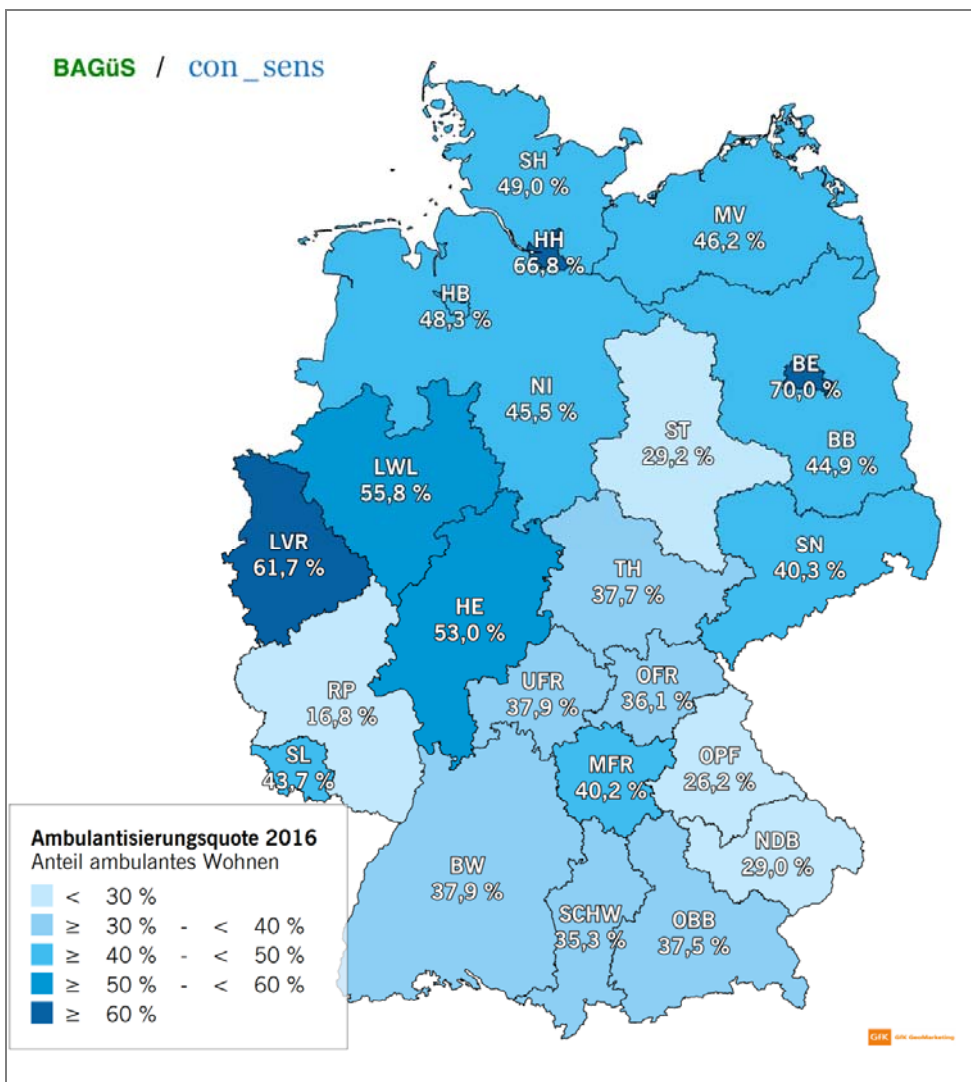 BAGüS / con_sens
SH
49,0 %
MV
46,2 %
HH
66,8 %
HB
48,3 %
BE
70,0 %
NI
45,5 %
ST
29,2 %
BB
44,9 %
LWL
55,8 %
LVR
61,7 %
SN
40,3 %
TH
37,7 %
HE
53,0 %
UFR
37,9 %
OFR
36,1 %
RP
16,8 %
SL
43,7 %
MFR
40,2 %
OPF
26,2 %
NDB
29,0 %
BW
37,9 %
SCHW
35,3 %
OBB
37,5 %
Ambulantisierungsquote 2016
Anteil ambulantes Wohnen
< 30 %
≥ 30 % - < 40 %
≥ 40 % - < 50 %
≥ 50 % - < 60 %
≥ 60 %
GfK GfK GeoMarketing